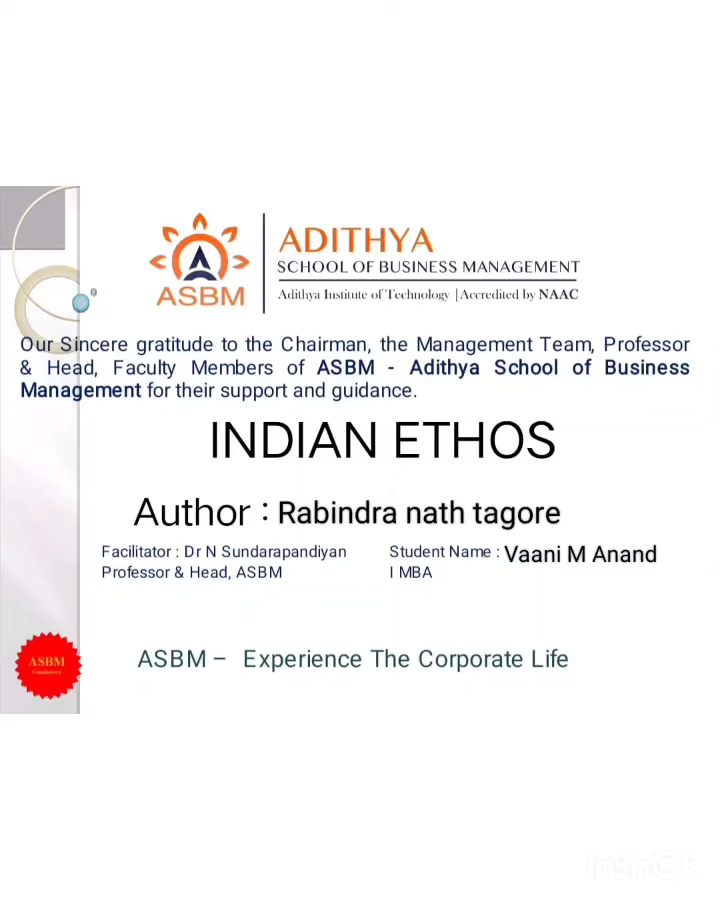 ADITHYA
SCHOOL OF BUSINESS MANAGEMENT
ASBM
Adithya Institute of Technology | Accredited by NAAC
Our Sincere gratitude to the Chairman, the Management Team, Professor
& Head, Faculty Members of ASBM - Adithya School of Business
Management for their support and guidance.
INDIAN ETHOS
Author : Rabindra nath tagore
Facilitator : Dr N Sundarapandiyan
Professor & Head, ASBM
Student Name : Vaani M Anand
I MBA
ASBM
Coimbatore
ASBM – Experience The Corporate Life
InShOt